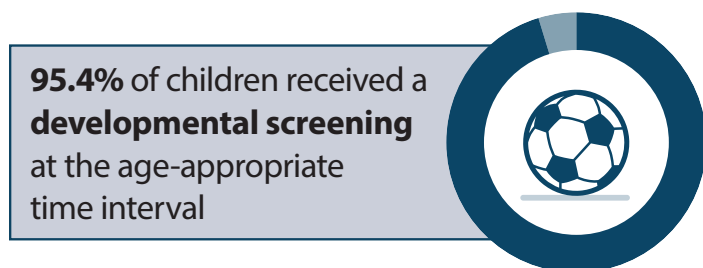 95.4% of children received a
developmental screening
at the age-appropriate
time interval